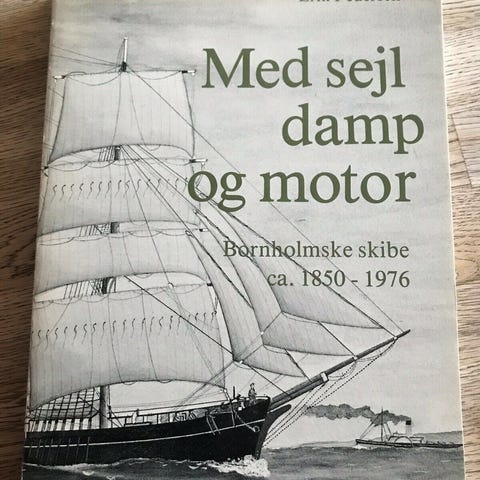 Med sejl
damp
og motor
Bornholmske skibe
ca. 1850 - 1976